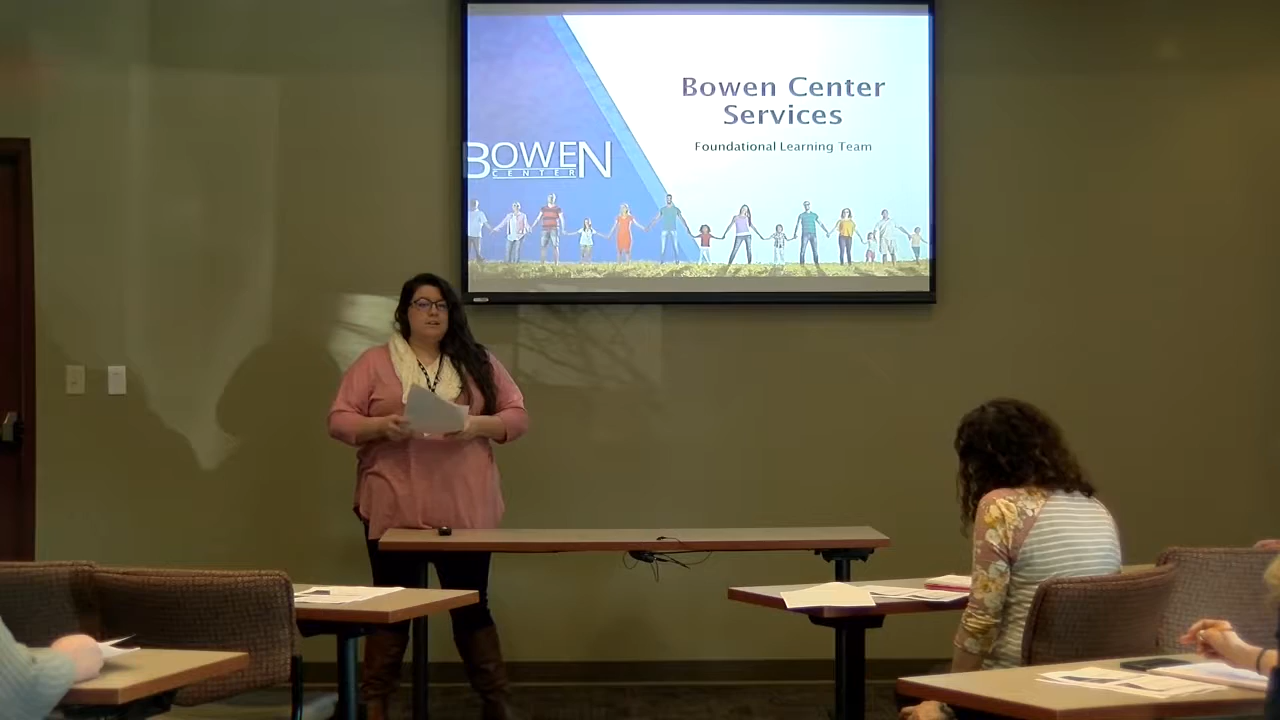 Bowen Center
Services
Foundational Learning Team
BOWEN
CENTER